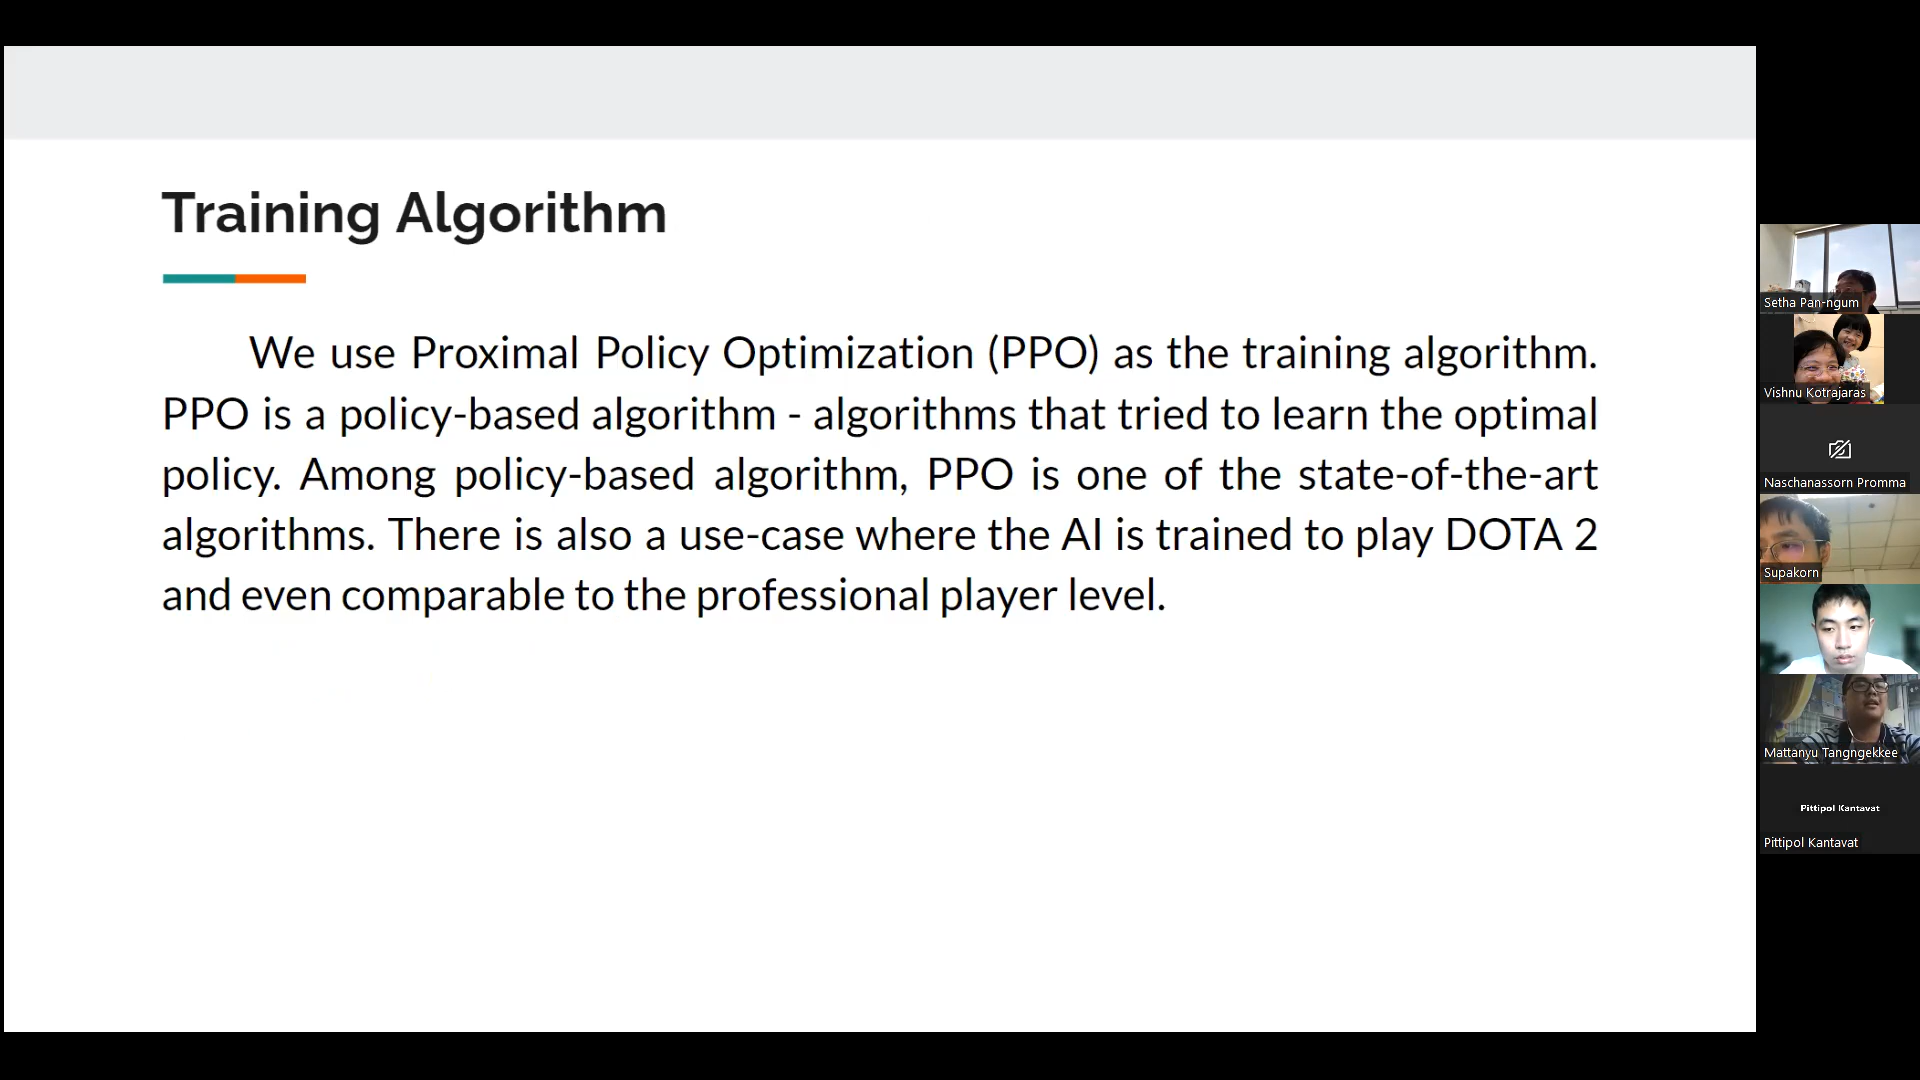 Training Algorithm
We use Proximal Policy Optimization (PPO) as the training algorithm.
PPO is a policy-based algorithm - algorithms that tried to learn the optimal
policy. Among policy-based algorithm, PPO is one of the state-of-the-art
algorithms. There is also a use-case where the AI is trained to play DOTA 2
and even comparable to the professional player level.
Setha Pan-ngum
Vishnu Kotrajaras
Naschanassorn Promma
Supakorn
Mattanyu Tangngekkee
Pittipol Kantavat
Pittipol Kantavat